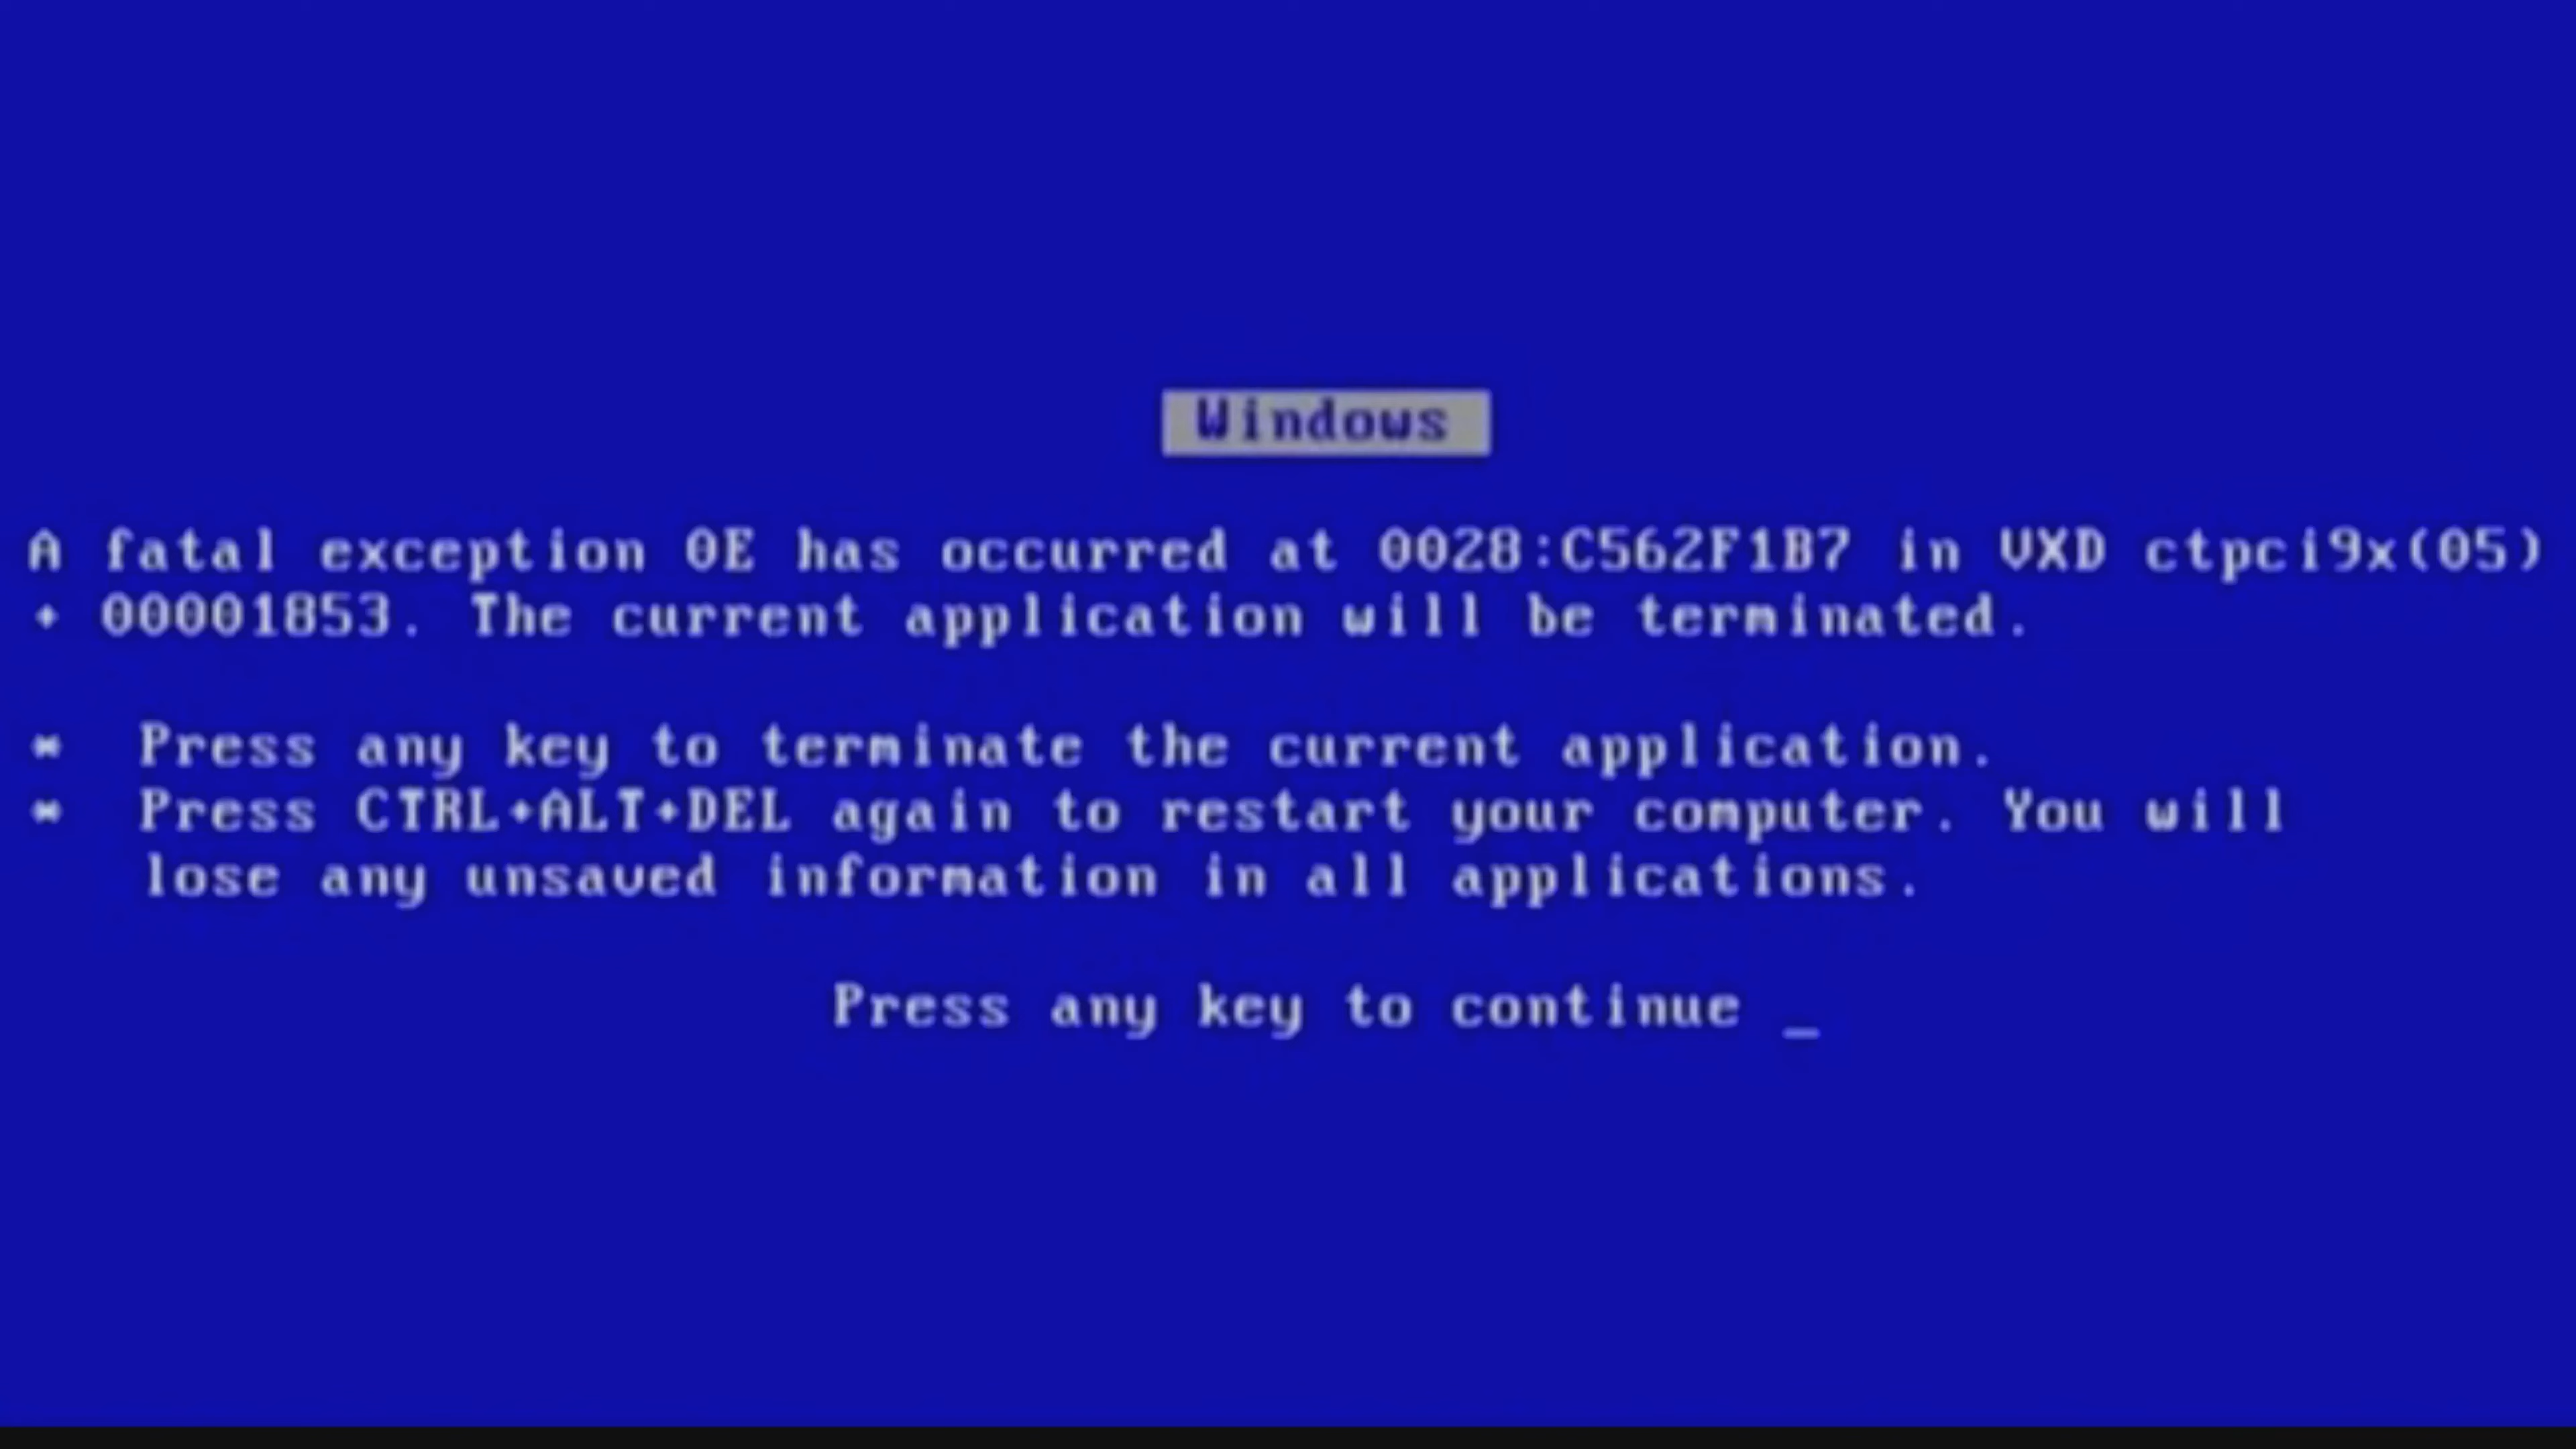 Windows
A fatal exception 0E has occurred at 0028:C562F1B7 in VXD ctpci9x(05)
+ 00001853. The current application will be terminated.
* Press any key to terminate the current application.
* Press CTRL+ALT+DEL again to restart your computer. You will
lose any unsaved information in all applications.
Press any key to continue _